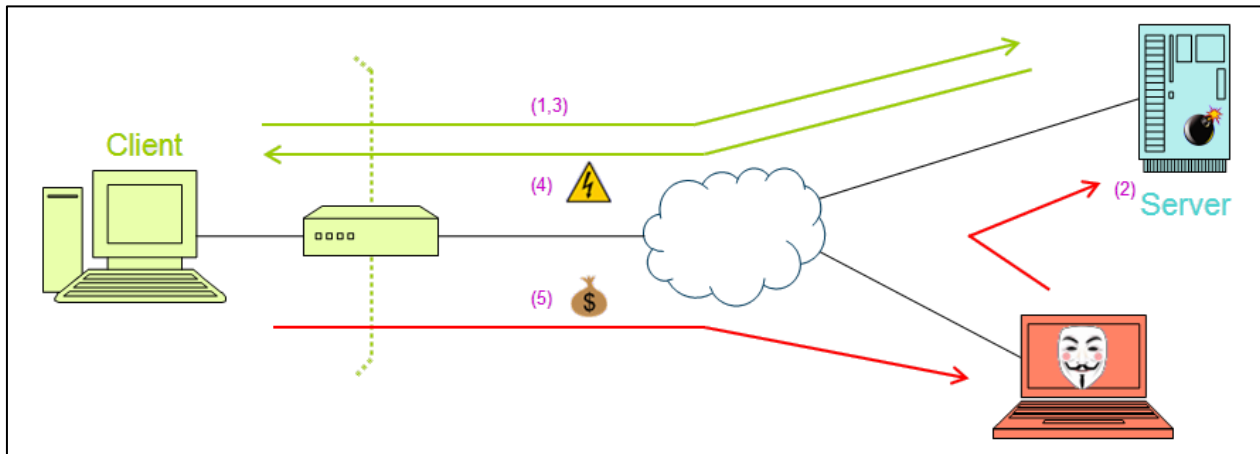 (1,3)
Client
(4)
(2)
Server
(5)
$